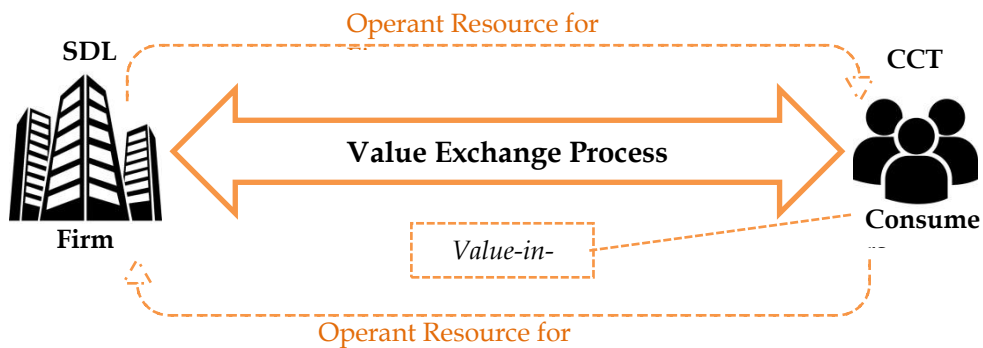 Operant Resource for
SDL
CCT
Value Exchange Process
Firm
Consume
Value-in-
Operant Resource for